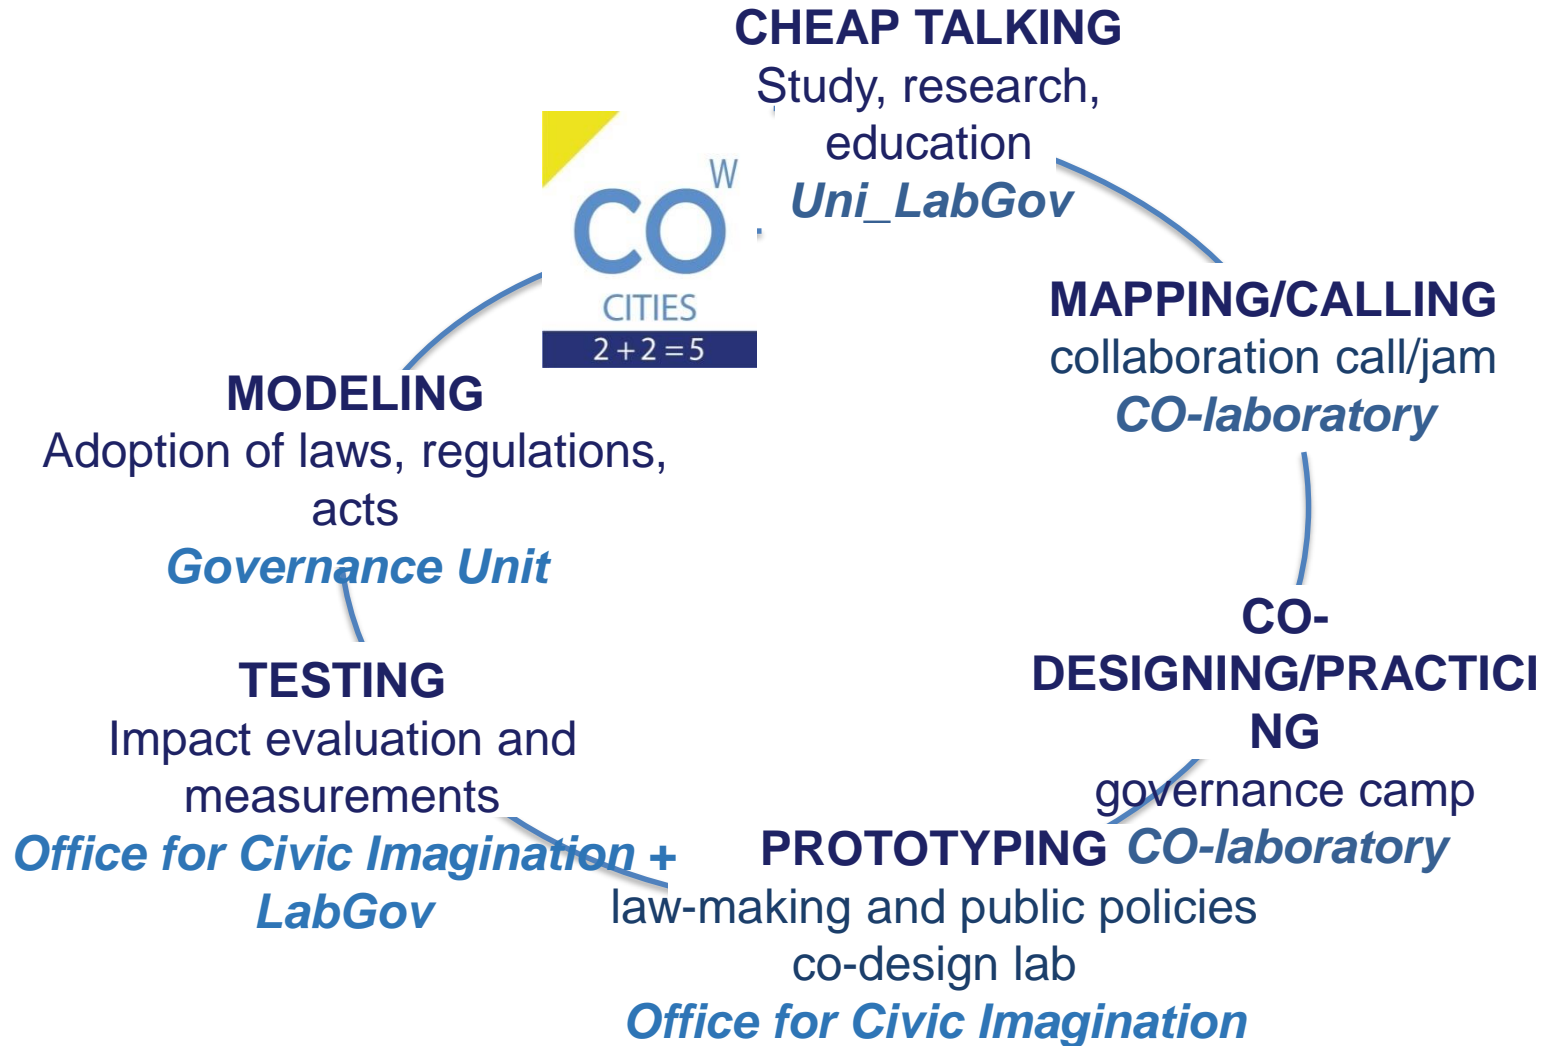 CHEAP TALKING
Study, research,
education
Uni_LabGov
W
CO
CITIES
2+2=5
MAPPING/CALLING
collaboration call/jam
CO-laboratory
CO-
DESIGNING/PRACTICI
NG
governance camp
CO-laboratory
PROTOTYPING
law-making and public policies
co-design lab
Office for Civic Imagination
TESTING
Impact evaluation and
measurements
Office for Civic Imagination +
LabGov
MODELING
Adoption of laws, regulations,
acts
Governance Unit